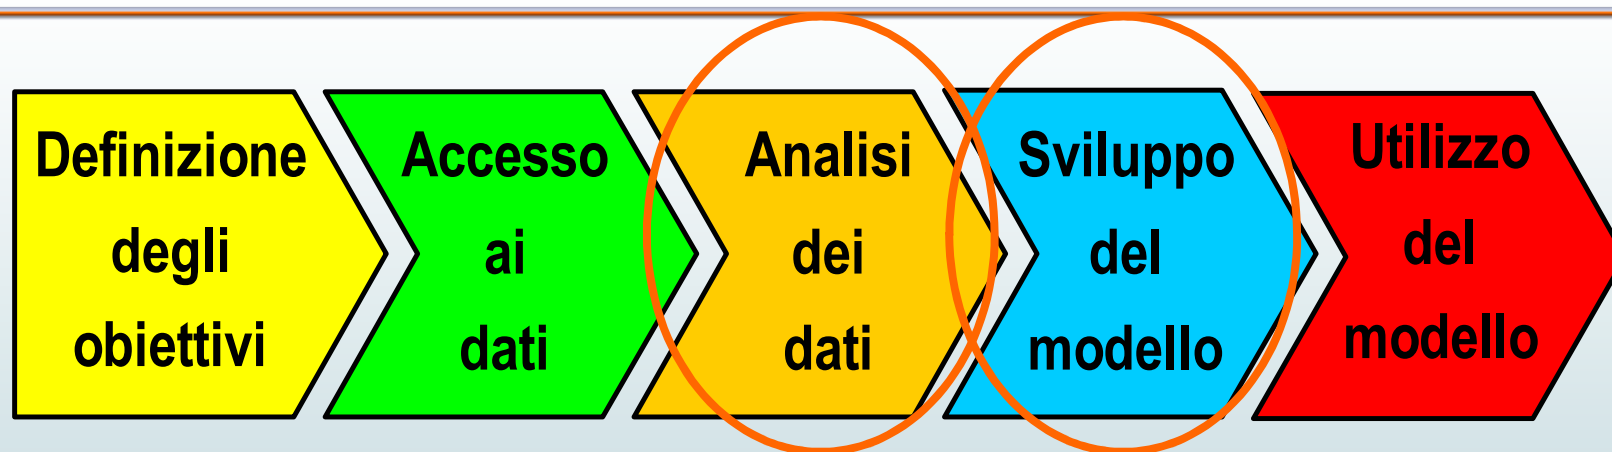 Definizione
degli
obiettivi
Accesso
ai
dati
Analisi
dei
dati
Sviluppo
del
modello
Utilizzo
del
modello